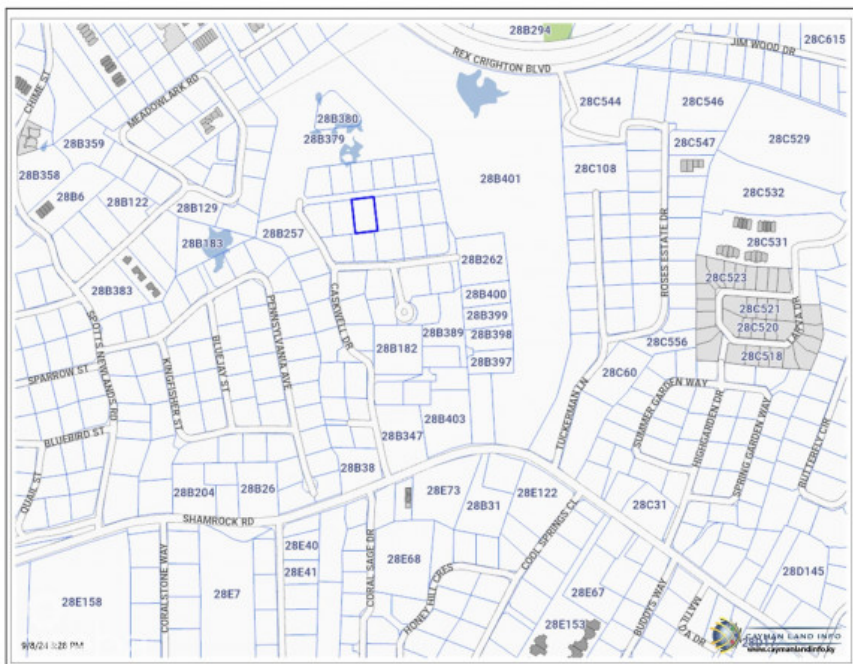 28B294
28C615
JIM WOOD DR
REX CRIGHTON BLVD
CHIME ST
MEADOWLARK RD
28C544
28C546
28B380
28B379
28B359
28C547
28C529
28B358
28B6
28B122
28B129
28B401
28C108
28C532
28B183
28B257
28C531
ROSES ESTATE DR
28B262
28B383
28C523
28B400
CASKWELL DR
PENNSYLVANIA AVE
28B399
28C521
LAPIA DR
28B389
28B398
28C520
SPOTTS NEWLANDS RD
BLUEJAY ST
28B182
28C556
28C518
KINGFISHER ST
SPARROW ST
28B397
28C60
SUMMER GARDEN WAY
TUCKERMAN LN
HIGHGARDEN DR
SPRING GARDEN WAY
BUTTERFLY CIR
28B403
BLUEBIRD ST
28B347
QUAIL ST
28B38
28B204
28B26
28E73
28E122
28B31
28C31
SHAMROCK RD
COOL SPRINGS CL
28E40
28E41
CORAL SAGE DR
28E68
CORALSTONE WAY
28D145
HONEY HILL CRES
28E67
28E158
28E7
BUDDYS WAY
28E153
MATILDA DR
CAYMAN LAND INFO
www.caymanlandinfo.ky